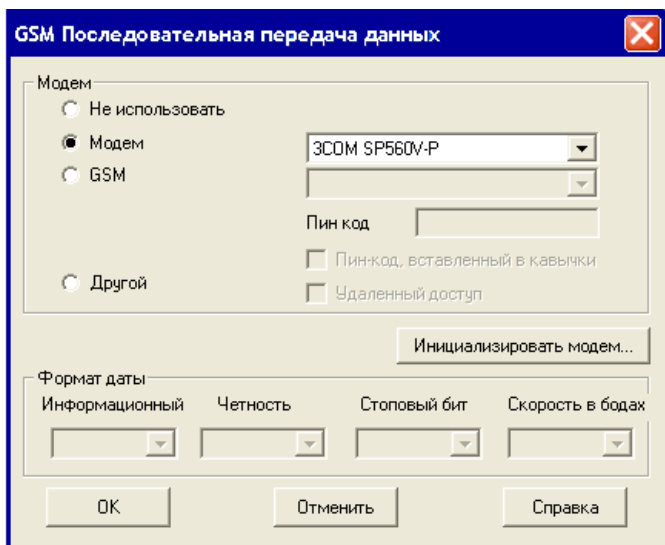 GSM Последовательная передача данных
Модем
Не использовать
Модем
3COM SP560V-P
GSM
Пин код
Пин-код, вставленный в кавычки
Другой
Удаленный доступ
Инициализировать модем...
Формат даты
Информационный Четность Стоповый бит Скорость в бодах
OK Отменить Справка